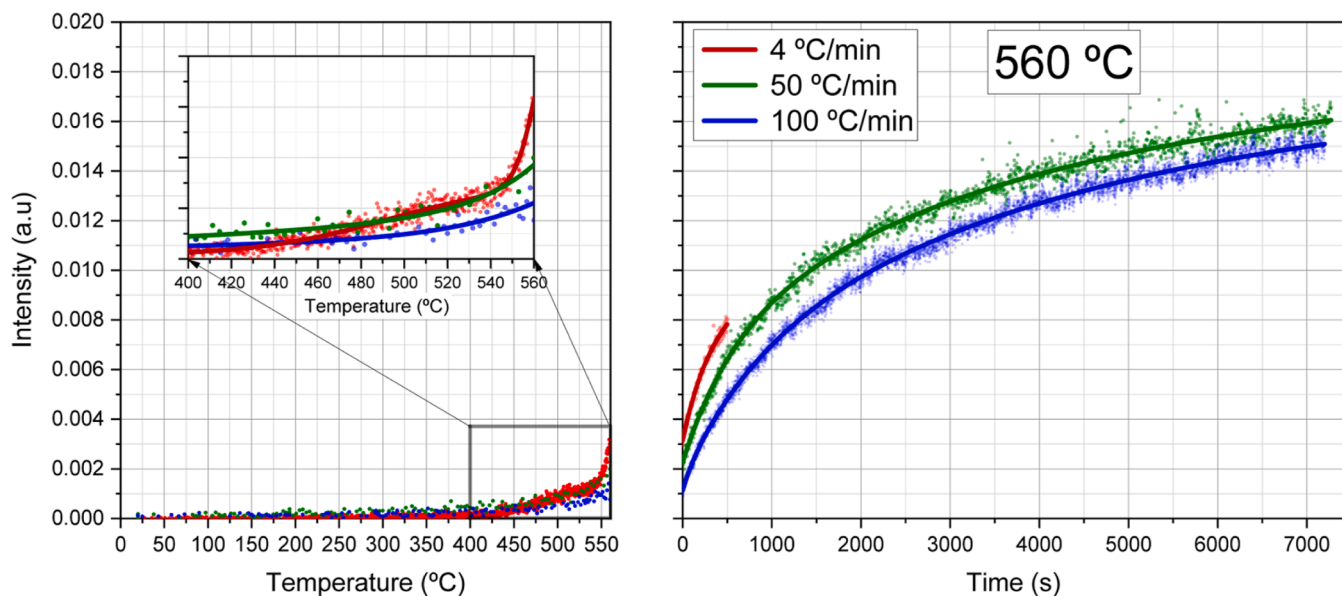 0.020
0.018
0.016
0.014
0.012
0.010
0.008
0.006
0.004
0.002
0.000
Intensity (a.u)
400 420 440 460 480 500 520 540 560
Temperature (ºC)
0 50 100 150 200 250 300 350 400 450 500 550
Temperature (ºC)
4 ºC/min
50 ºC/min
100 ºC/min
560 ºC
0 1000 2000 3000 4000 5000 6000 7000
Time (s)